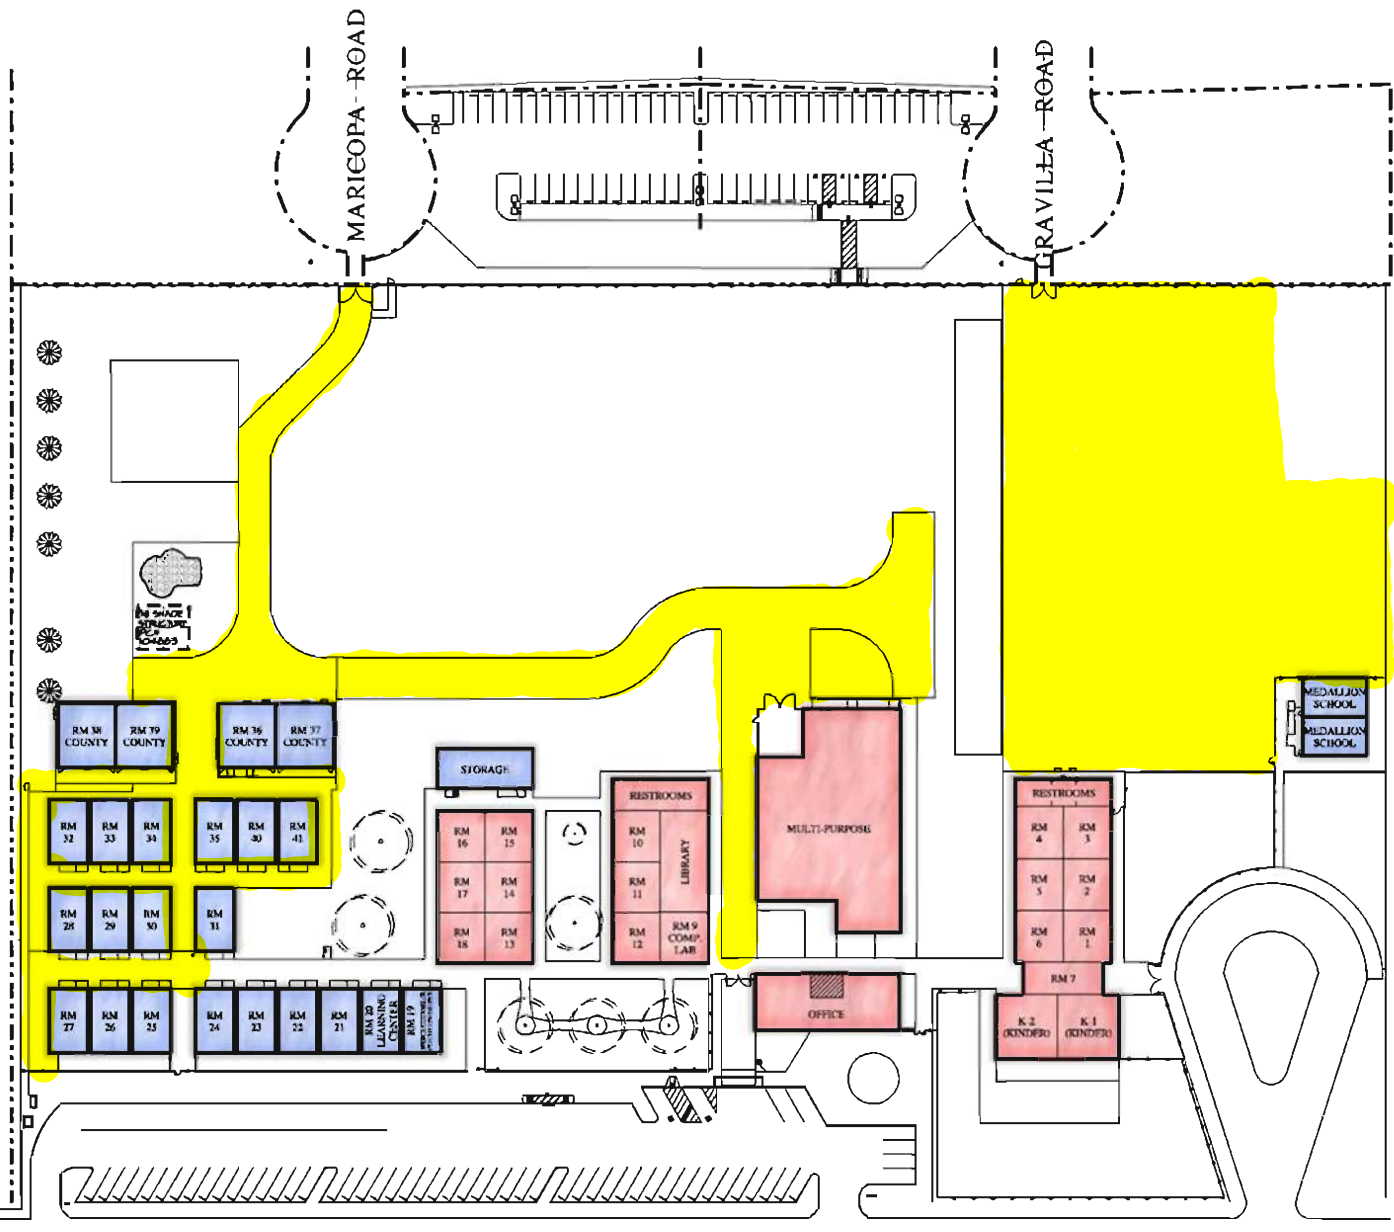 MARICOPA ROAD
GRAVILLA ROAD
SHADE
STRUCTURE
RM 38
COUNTY
RM 39
COUNTY
RM 36
COUNTY
RM 37
COUNTY
MEDALLION
SCHOOL
MEDALLION
SCHOOL
STORAGE
RESTROOMS
RESTROOMS
RM
32
RM
33
RM
34
RM
35
RM
40
RM
41
RM
16
RM
15
RM
10
LIBRARY
MULTI-PURPOSE
RM
4
RM
3
RM
17
RM
14
RM
11
RM
2
RM
28
RM
29
RM
30
RM
31
RM
18
RM
13
RM
12
RM 9
COMP.
LAB
RM
6
RM
1
RM 7
RM
27
RM
26
RM
25
RM
24
RM
23
RM
22
RM
21
RM 20
LEARNING
CENTER
RM 19
OFFICE
K 2
(KINDER)
K 1
(KINDER)